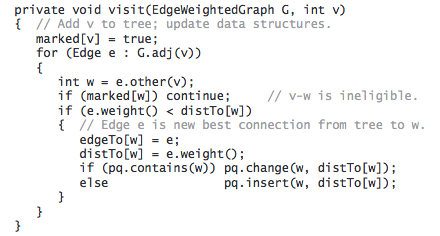 private void visit(EdgeWeightedGraph G, int v)
{  // Add v to tree; update data structures.
   marked[v] = true;
   for (Edge e : G.adj(v))
   {
      int w = e.other(v);
      if (marked[w]) continue;     // v-w is ineligible.
      if (e.weight() < distTo[w])
      {  // Edge e is new best connection from tree to w.
         edgeTo[w] = e;
         distTo[w] = e.weight();
         if (pq.contains(w)) pq.change(w, distTo[w]);
         else                pq.insert(w, distTo[w]);
      }
   }
}